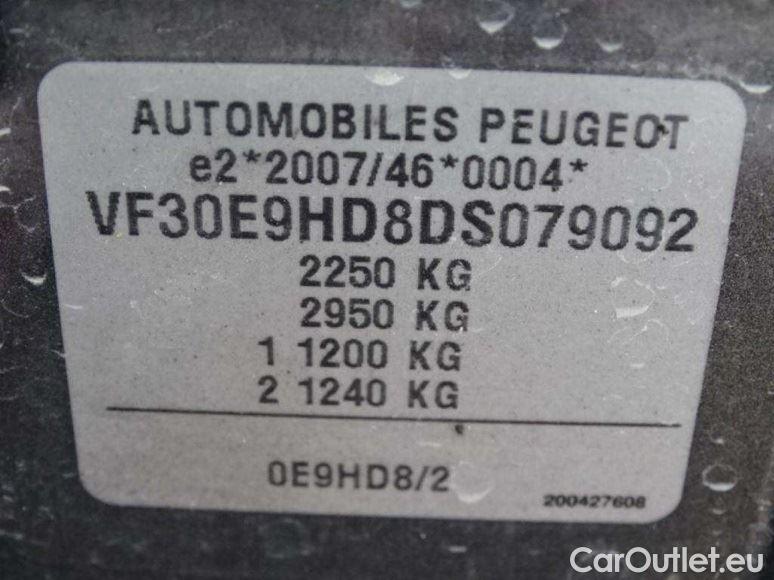 AUTOMOBILES PEUGEOT
e2*2007/46*0004*
VF30E9HD8DS079092
2250 KG
2950 KG
1 1200 KG
2 1240 KG
0E9HD8/2
200427608
CarOutlet.eu